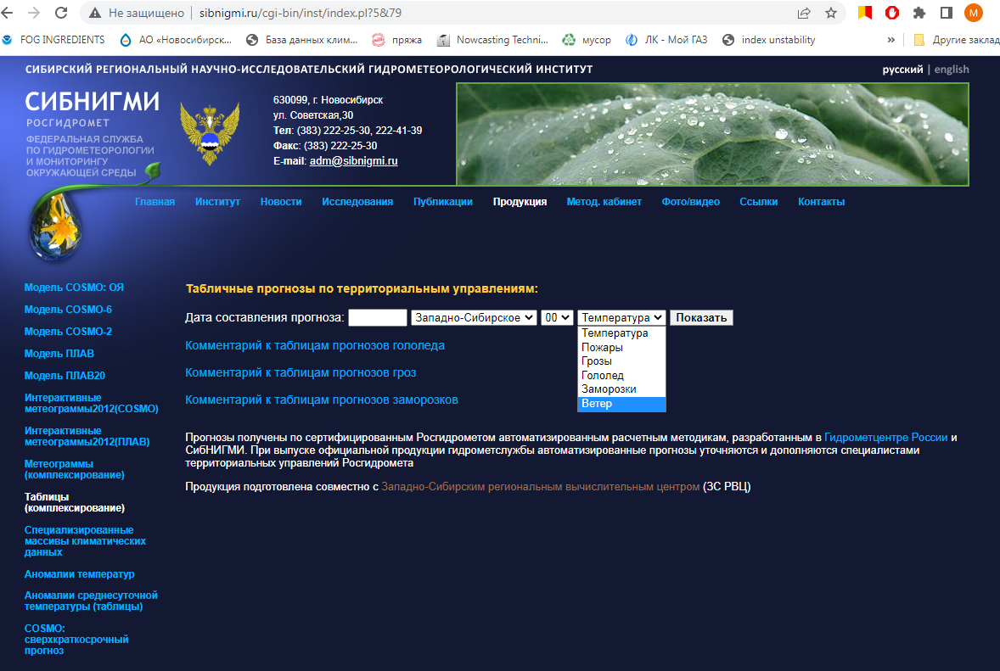 Не защищено | sibnigmi.ru/cgi-bin/inst/index.pl?5&79
M
FOG INGREDIENTS
АО «Новосибирск...
База данных клим...
пряжа
Nowcasting Techni...
мусор
ЛК - Мой ГАЗ
index unstability
»
Другие заклад
СИБИРСКИЙ РЕГИОНАЛЬНЫЙ НАУЧНО-ИССЛЕДОВАТЕЛЬСКИЙ ГИДРОМЕТЕОРОЛОГИЧЕСКИЙ ИНСТИТУТ
русский | english
СИБНИГМИ
РОСГИДРОМЕТ
ФЕДЕРАЛЬНАЯ СЛУЖБА
ПО ГИДРОМЕТЕОРОЛОГИИ
И МОНИТОРИНГУ
ОКРУЖАЮЩЕЙ СРЕДЫ
630099, г. Новосибирск
ул. Советская,30
Тел: (383) 222-25-30, 222-41-39
Факс: (383) 222-25-30
E-mail: adm@sibnigmi.ru
Главная
Институт
Новости
Исследования
Публикации
Продукция
Метод. кабинет
Фото/видео
Ссылки
Контакты
Модель COSMO: ОЯ
Модель COSMO-6
Модель COSMO-2
Модель ПЛАВ
Модель ПЛАВ20
Интерактивные
метеограммы2012(COSMO)
Интерактивные
метеограммы2012(ПЛАВ)
Метеограммы
(комплексирование)
Таблицы
(комплексирование)
Специализированные
массивы климатических
данных
Аномалии температур
Аномалии среднесуточной
температуры (таблицы)
COSMO:
сверхкраткосрочный
прогноз
Табличные прогнозы по территориальным управлениям:
Дата составления прогноза:
Западно-Сибирское
00
Температура
Показать
Температура
Пожары
Грозы
Гололед
Заморозки
Ветер
Комментарий к таблицам прогнозов гололеда
Комментарий к таблицам прогнозов гроз
Комментарий к таблицам прогнозов заморозков
Прогнозы получены по сертифицированным Росгидрометом автоматизированным расчетным методикам, разработанным в Гидрометцентре России и
СибНИГМИ. При выпуске официальной продукции гидрометслужбы автоматизированные прогнозы уточняются и дополняются специалистами
территориальных управлений Росгидромета
Продукция подготовлена совместно с Западно-Сибирским региональным вычислительным центром (ЗС РВЦ)